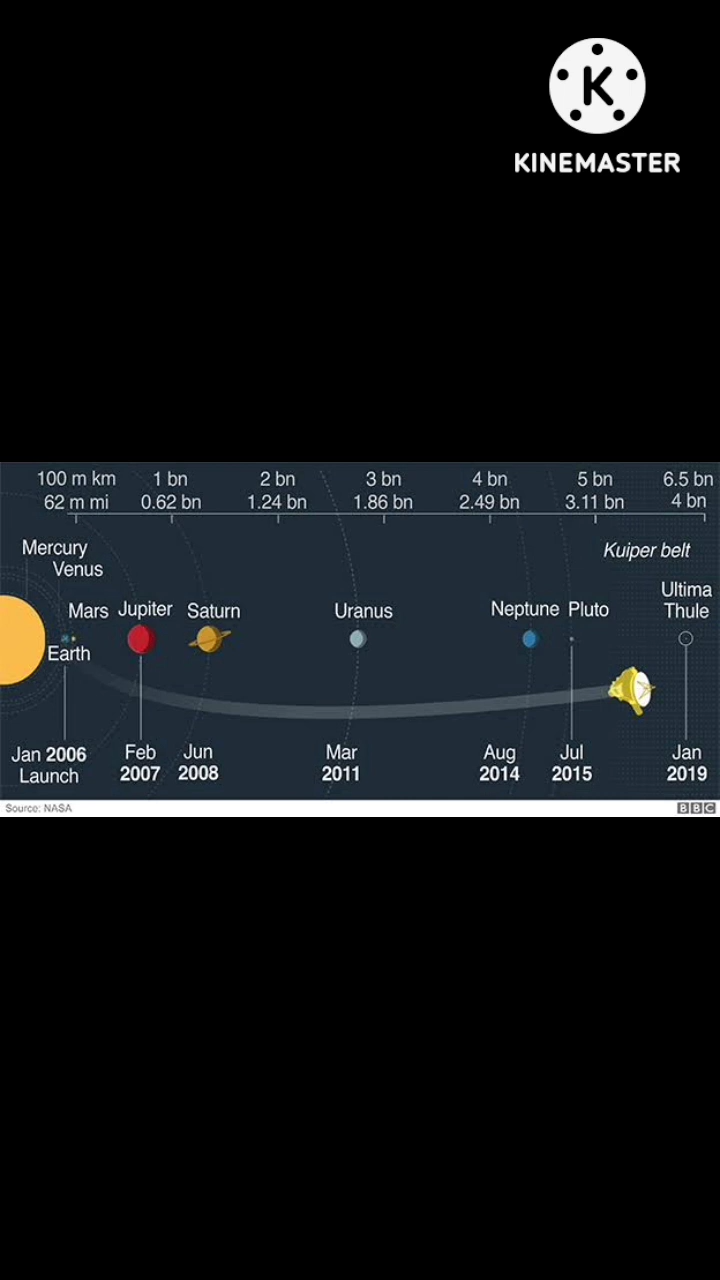 K
KINEMASTER
100 m km 1 bn 2 bn 3 bn 4 bn 5 bn 6.5 bn
62 m mi 0.62 bn 1.24 bn 1.86 bn 2.49 bn 3.11 bn 4 bn
Mercury
Venus
Kuiper belt
Mars Jupiter Saturn Uranus Neptune Pluto
Ultima
Thule
Earth
Jan 2006
Launch
Feb
2007
Jun
2008
Mar
2011
Aug
2014
Jul
2015
Jan
2019
Source: NASA
BBC